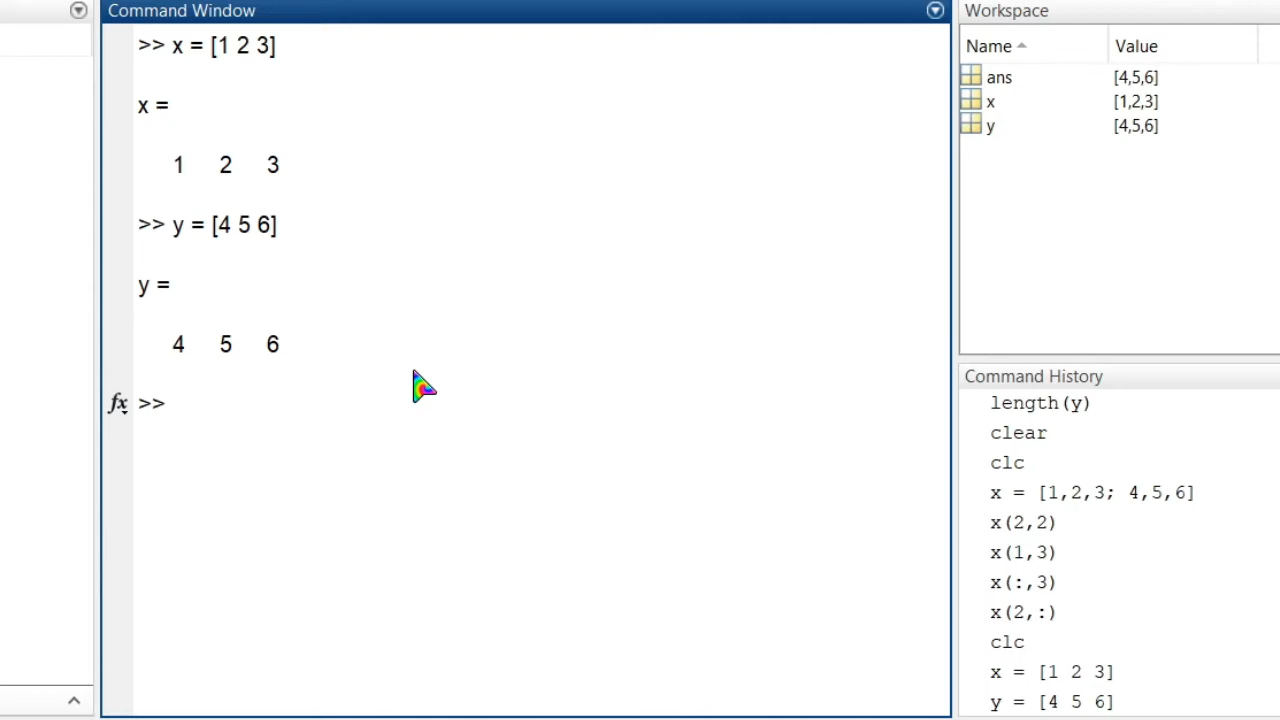 Command Window
>> x = [1 2 3]
x =
1 2 3
>> y = [4 5 6]
y =
4 5 6
fx >>
Workspace
Name Value
ans [4,5,6]
x [1,2,3]
y [4,5,6]
Command History
length(y)
clear
clc
x = [1,2,3; 4,5,6]
x(2,2)
x(1,3)
x(:,3)
x(2,:)
clc
x = [1 2 3]
y = [4 5 6]